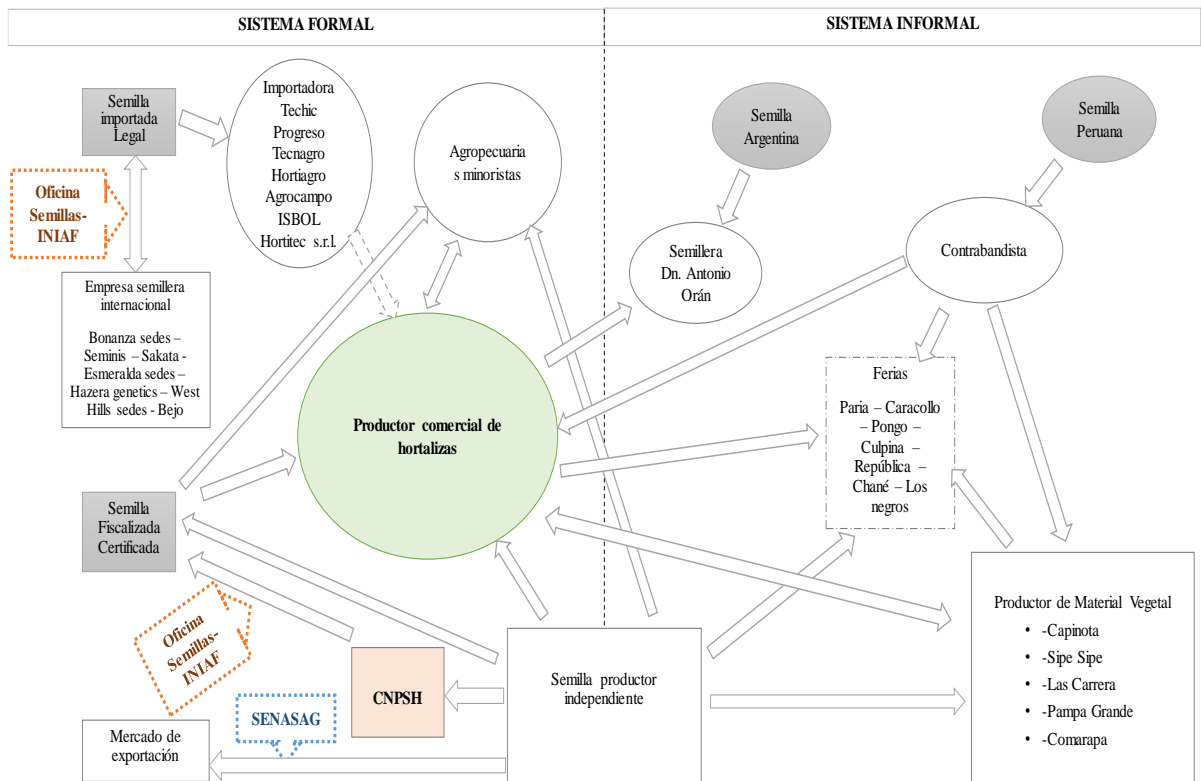 SISTEMA FORMAL
SISTEMA INFORMAL
Semilla
importada
Legal
Importadora
Techic
Progreso
Tecnagro
Hortiagro
Agrocampo
ISBOL
Hortitec s.r.l.
Agropecuaria
s minoristas
Semilla
Argentina
Semilla
Peruana
Oficina
Semillas-
INIAF
Semillera
Dn. Antonio
Orán
Contrabandista
Empresa semillera
internacional
Bonanza sedes –
Seminis – Sakata -
Esmeralda sedes –
Hazera genetics – West
Hills sedes - Bejo
Productor comercial de
hortalizas
Ferias
Paria – Caracollo
– Pongo –
Culpina –
República –
Chané – Los
negros
Semilla
Fiscalizada
Certificada
Oficina
Semillas-
INIAF
CNPSH
Semilla productor
independiente
Productor de Material Vegetal
• -Capinota
• -Sipe Sipe
• -Las Carrera
• -Pampa Grande
• -Comarapa
SENASAG
Mercado de
exportación